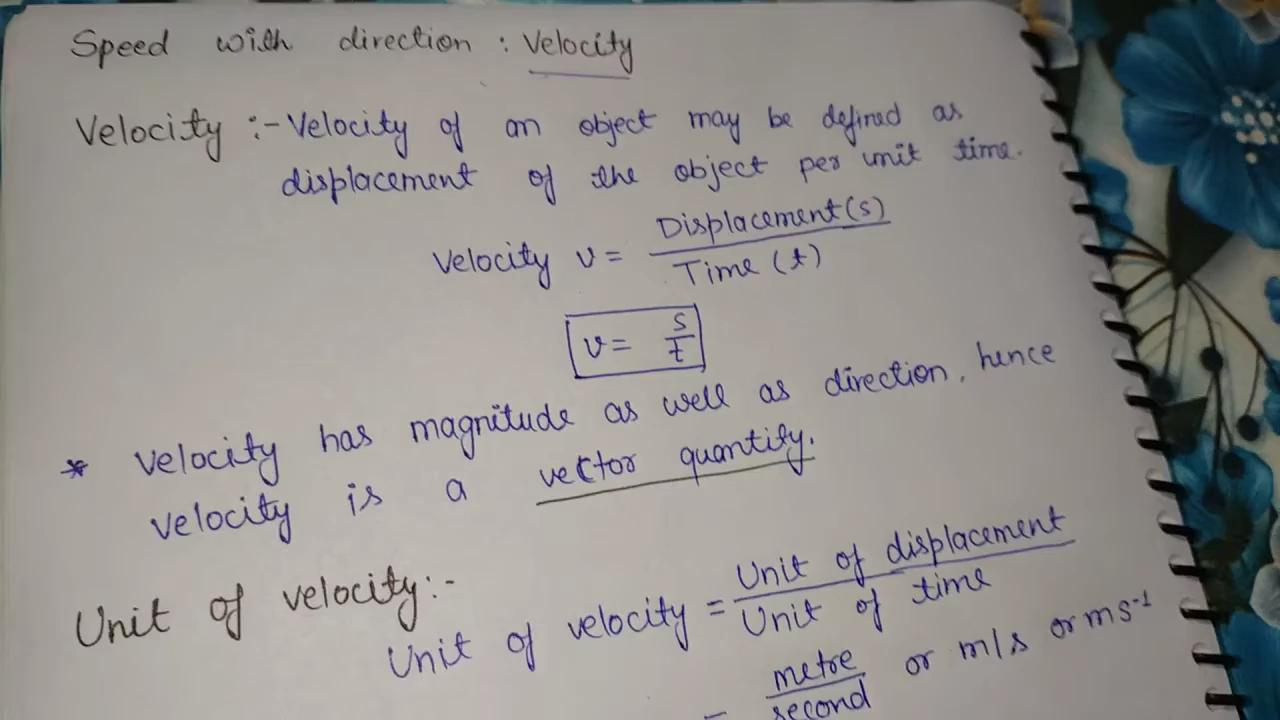 Speed with direction : Velocity
Velocity :- Velocity of an object may be defined as
displacement of the object per unit time.
Velocity v = Displacement (s)
Time (t)
v = s
t
* Velocity has magnitude as well as direction, hence
velocity is a vector quantity.
Unit of velocity :-
Unit of velocity = Unit of displacement
Unit of time
= metre or m/s or ms⁻¹
second